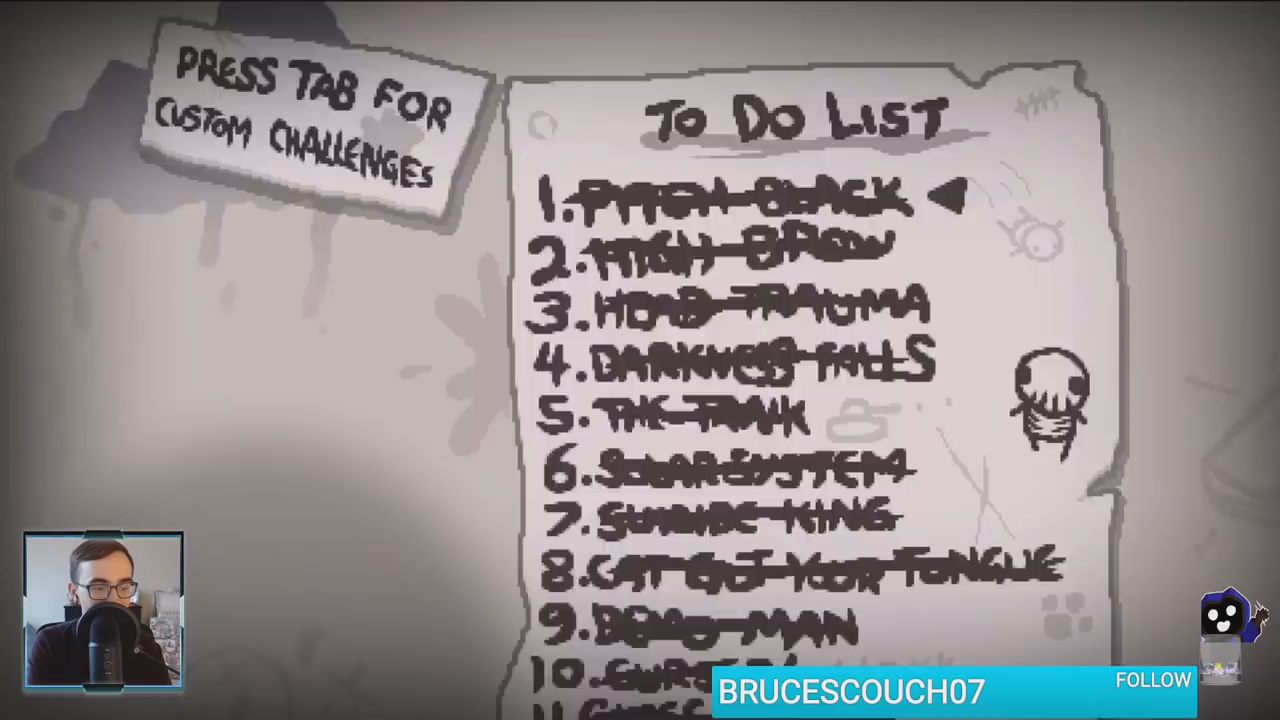 PRESS TAB FOR
CUSTOM CHALLENGES
TO DO LIST
1. PITCH BLACK
2. HIGH BROW
3. HEAD TRAUMA
4. DARKNESS FALLS
5. THE TANK
6. SOLAR SYSTEM
7. SUICIDE KING
8. CAT GOT YOUR TONGUE
9. DEMO MAN
10. CURSED!
11.
BRUCESCOUCH07
FOLLOW